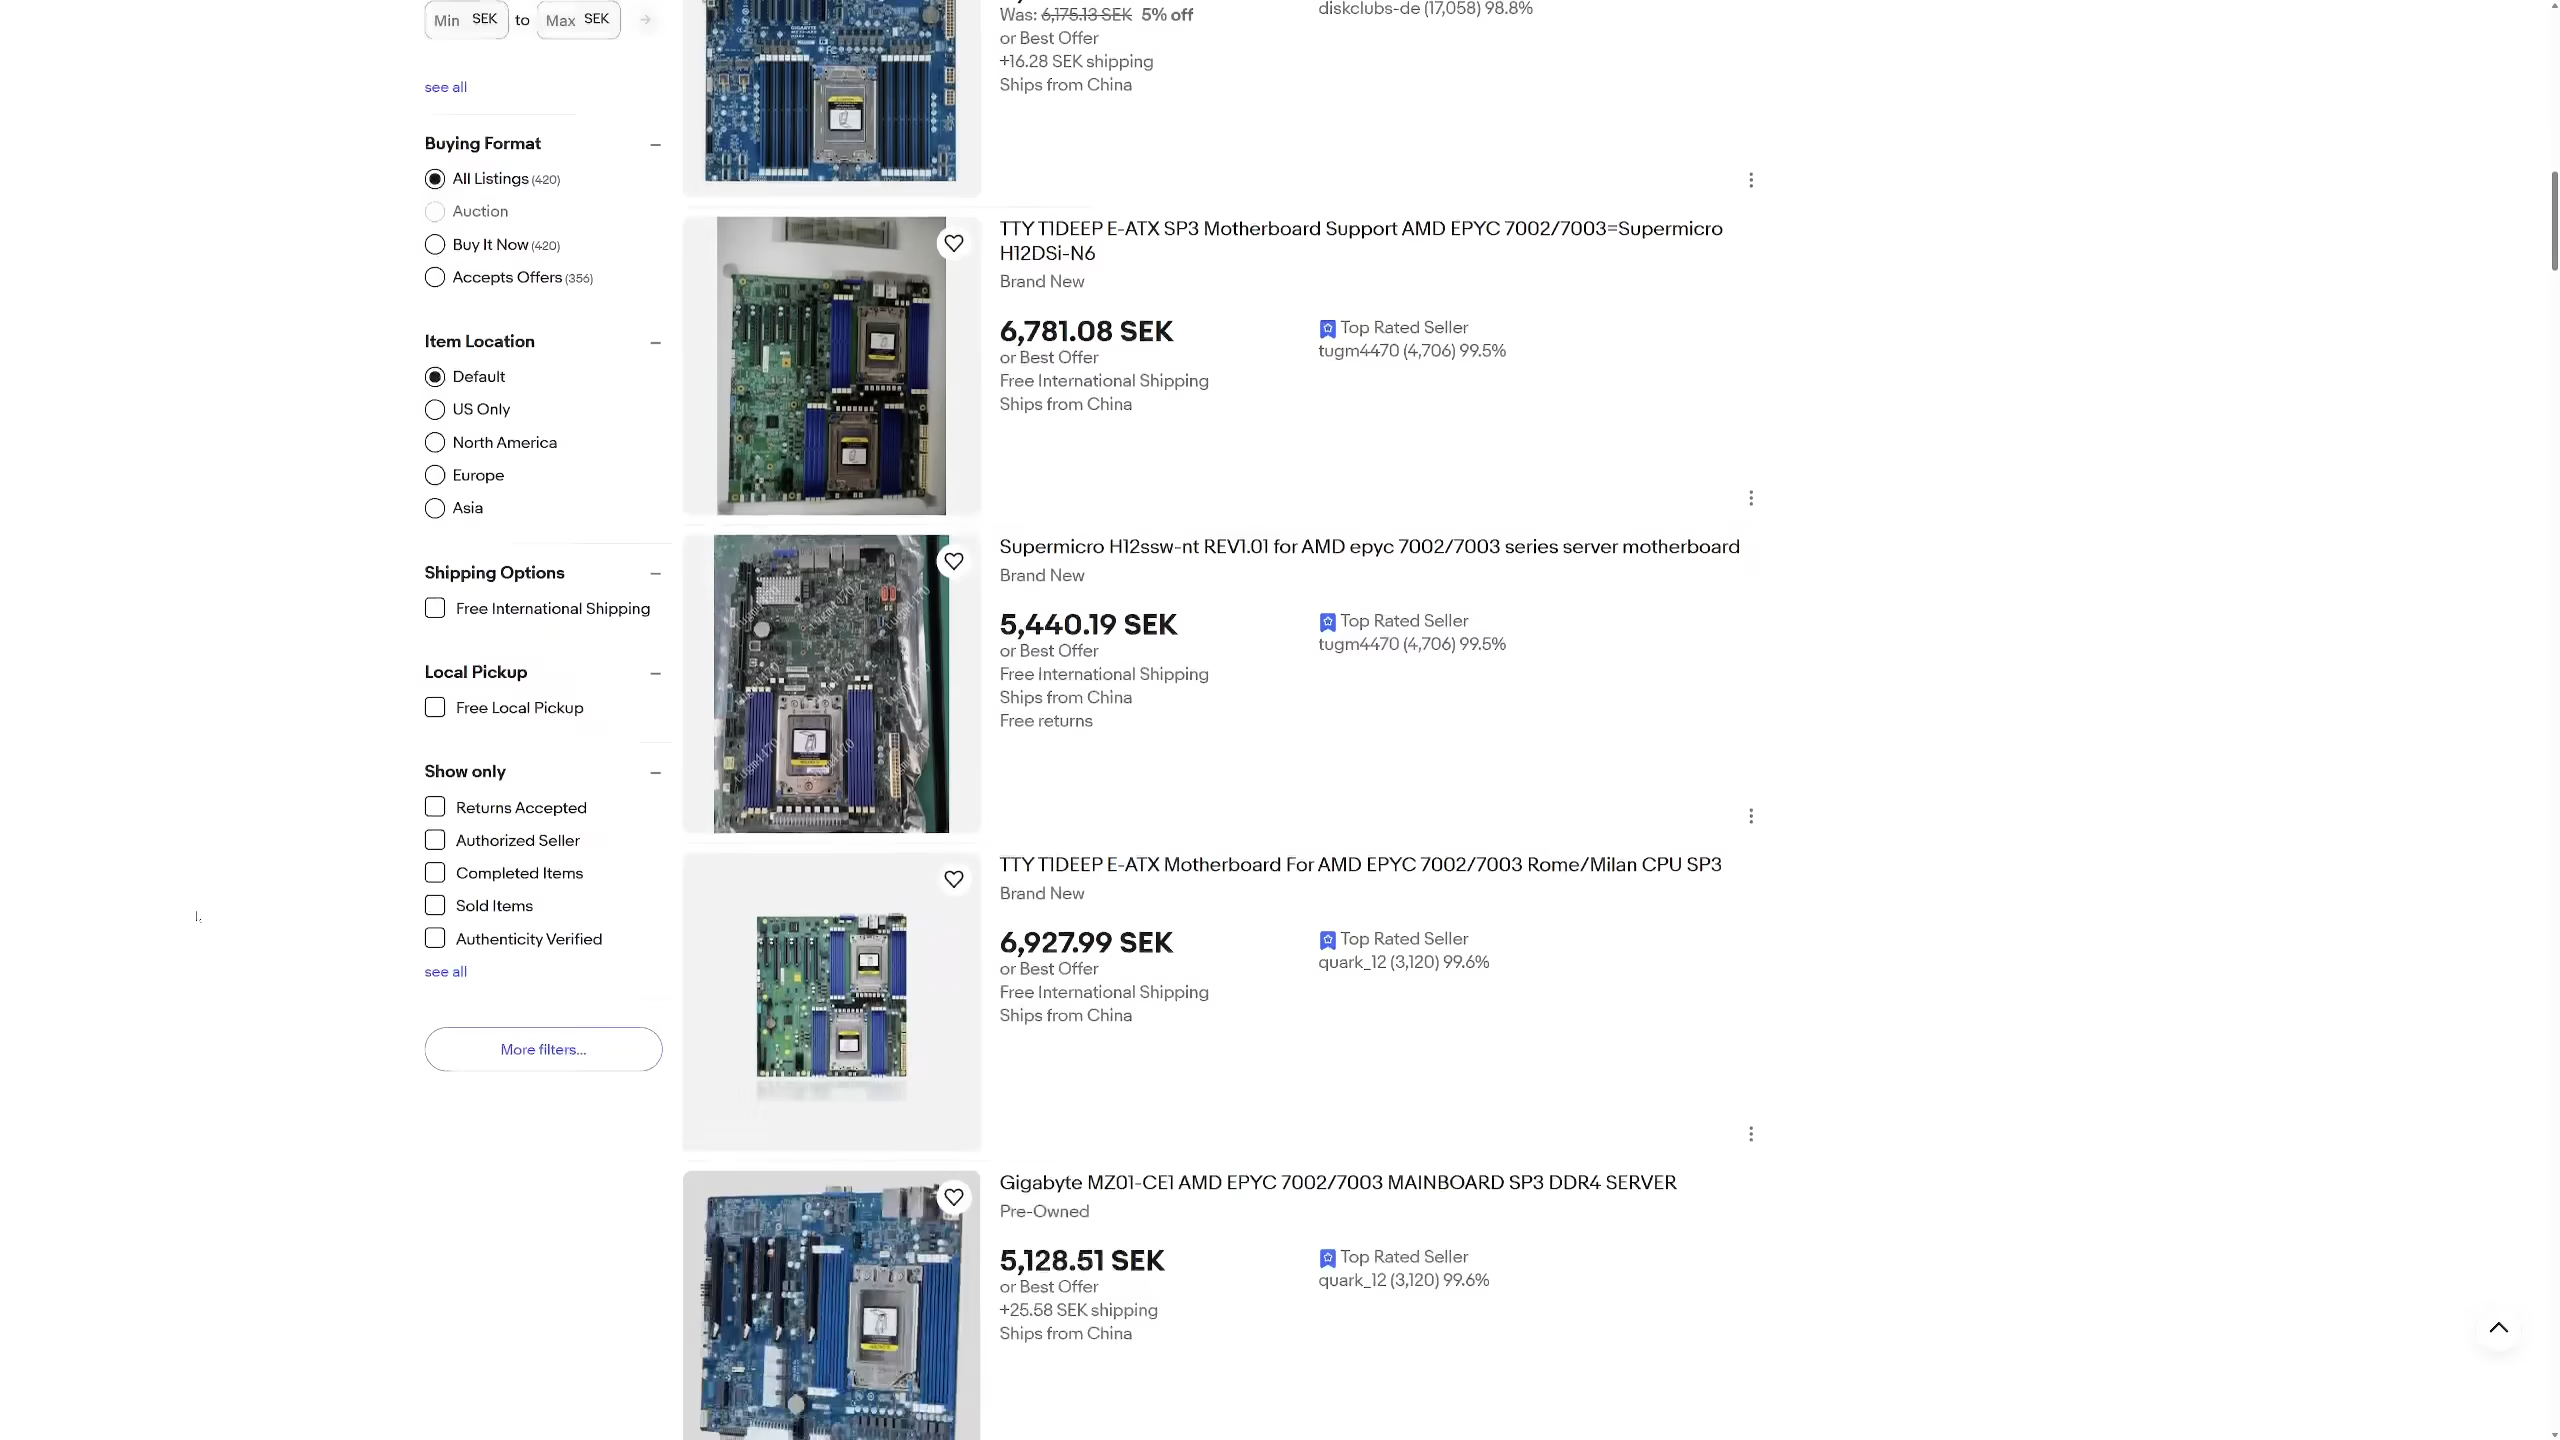 Min SEK to Max SEK
see all
Buying Format
All Listings (420)
Auction
Buy It Now (420)
Accepts Offers (356)
Item Location
Default
US Only
North America
Europe
Asia
Shipping Options
Free International Shipping
Local Pickup
Free Local Pickup
Show only
Returns Accepted
Authorized Seller
Completed Items
Sold Items
Authenticity Verified
see all
More filters...
Was: 6,175.13 SEK 5% off
or Best Offer
+16.28 SEK shipping
Ships from China
diskclubs-de (17,058) 98.8%
TTY T1DEEP E-ATX SP3 Motherboard Support AMD EPYC 7002/7003=Supermicro
H12DSi-N6
Brand New
6,781.08 SEK
or Best Offer
Free International Shipping
Ships from China
Top Rated Seller
tugm4470 (4,706) 99.5%
Supermicro H12ssw-nt REV1.01 for AMD epyc 7002/7003 series server motherboard
Brand New
5,440.19 SEK
or Best Offer
Free International Shipping
Ships from China
Free returns
Top Rated Seller
tugm4470 (4,706) 99.5%
TTY T1DEEP E-ATX Motherboard For AMD EPYC 7002/7003 Rome/Milan CPU SP3
Brand New
6,927.99 SEK
or Best Offer
Free International Shipping
Ships from China
Top Rated Seller
quark_12 (3,120) 99.6%
Gigabyte MZ01-CE1 AMD EPYC 7002/7003 MAINBOARD SP3 DDR4 SERVER
Pre-Owned
5,128.51 SEK
or Best Offer
+25.58 SEK shipping
Ships from China
Top Rated Seller
quark_12 (3,120) 99.6%